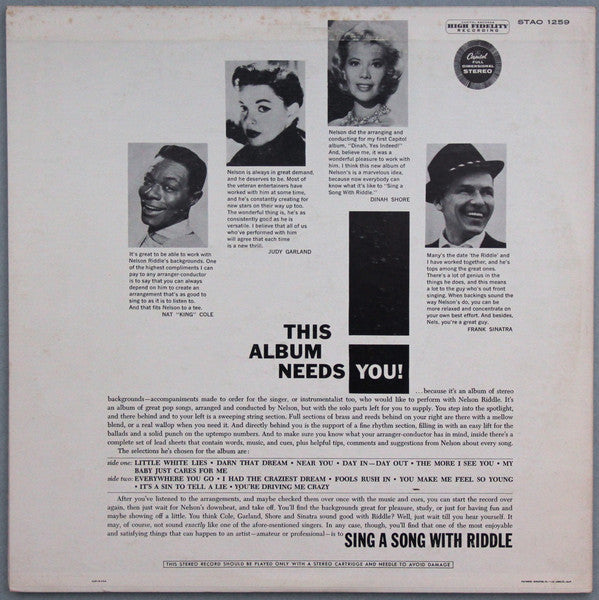 CAPITOL RECORDS
HIGH FIDELITY
RECORDING
STAO 1259
Capitol
FULL
DIMENSIONAL
STEREO
Nelson did the arranging and
conducting for my first Capitol
album, "Dinah, Yes Indeed!"
And, believe me, it was a
wonderful pleasure to work with
him. I think this new album
of Nelson's is a marvelous idea,
because now everybody can
know what it's like to "Sing a
Song With Riddle."
DINAH SHORE
Nelson is always in great demand,
and he deserves to be. Most of
the veteran entertainers have
worked with him at some time,
and he's constantly creating for
new stars on their way up too.
The wonderful thing is, he's as
consistently good as he is
versatile. I believe that all of us
who've performed with him
will agree that each time
is a new thrill.
JUDY GARLAND
It's great to be able to work with
Nelson Riddle's backgrounds. One
of the highest compliments I can
pay to any arranger-conductor
is to say that you can always
depend on him to create an
arrangement that's as good to
sing to as it is to listen to.
And that fits Nelson to a tee.
NAT "KING" COLE
Many's the date 'the Riddle' and
I have worked together, and he's
tops among the great ones.
There's a lot of genius in the
things he does, and this means
a lot to the guy who's out front
singing. When backings sound the
way Nelson's do, you can be
more relaxed and concentrate on
your own best effort. And besides,
Nels, you're a great guy.
FRANK SINATRA
THIS
ALBUM
NEEDS YOU!
...because it's an album of stereo
backgrounds—accompaniments made to order for the singer, or instrumentalist too, who would like to perform with Nelson Riddle. It's
an album of great pop songs, arranged and conducted by Nelson, but with the solo parts left for you to supply. You step into the spotlight,
and there behind and to your left is a sweeping string section. Full sections of brass and reeds behind on your right are there with a mellow
blend, or a real wallop when you need it. And directly behind you is the support of a fine rhythm section, filling in with an easy lift for the
ballads and a solid punch on the uptempo numbers. And to make sure you know what your arranger-conductor has in mind, inside there's a
complete set of lead sheets that contain words, music, and cues, plus helpful tips, comments and suggestions from Nelson about every song.
The selections he's chosen for the album are:
side one: LITTLE WHITE LIES • DARN THAT DREAM • NEAR YOU • DAY IN—DAY OUT • THE MORE I SEE YOU • MY
BABY JUST CARES FOR ME
side two: EVERYWHERE YOU GO • I HAD THE CRAZIEST DREAM • FOOLS RUSH IN • YOU MAKE ME FEEL SO YOUNG
• IT'S A SIN TO TELL A LIE • YOU'RE DRIVING ME CRAZY
After you've listened to the arrangements, and maybe checked them over once with the music and cues, you can start the record over
again, then just wait for Nelson's downbeat, and take off. You'll find the backgrounds great for pleasure, study, or just for having fun and
maybe showing off a little. You think Cole, Garland, Shore and Sinatra sound good with Riddle? Well, just wait till you hear yourself. It
may, of course, not sound exactly like one of the afore-mentioned singers. In any case, though, you'll find that one of the most enjoyable
and satisfying things that can happen to an artist—amateur or professional—is to SING A SONG WITH RIDDLE
THIS STEREO RECORD SHOULD BE PLAYED ONLY WITH A STEREO CARTRIDGE AND NEEDLE TO AVOID DAMAGE